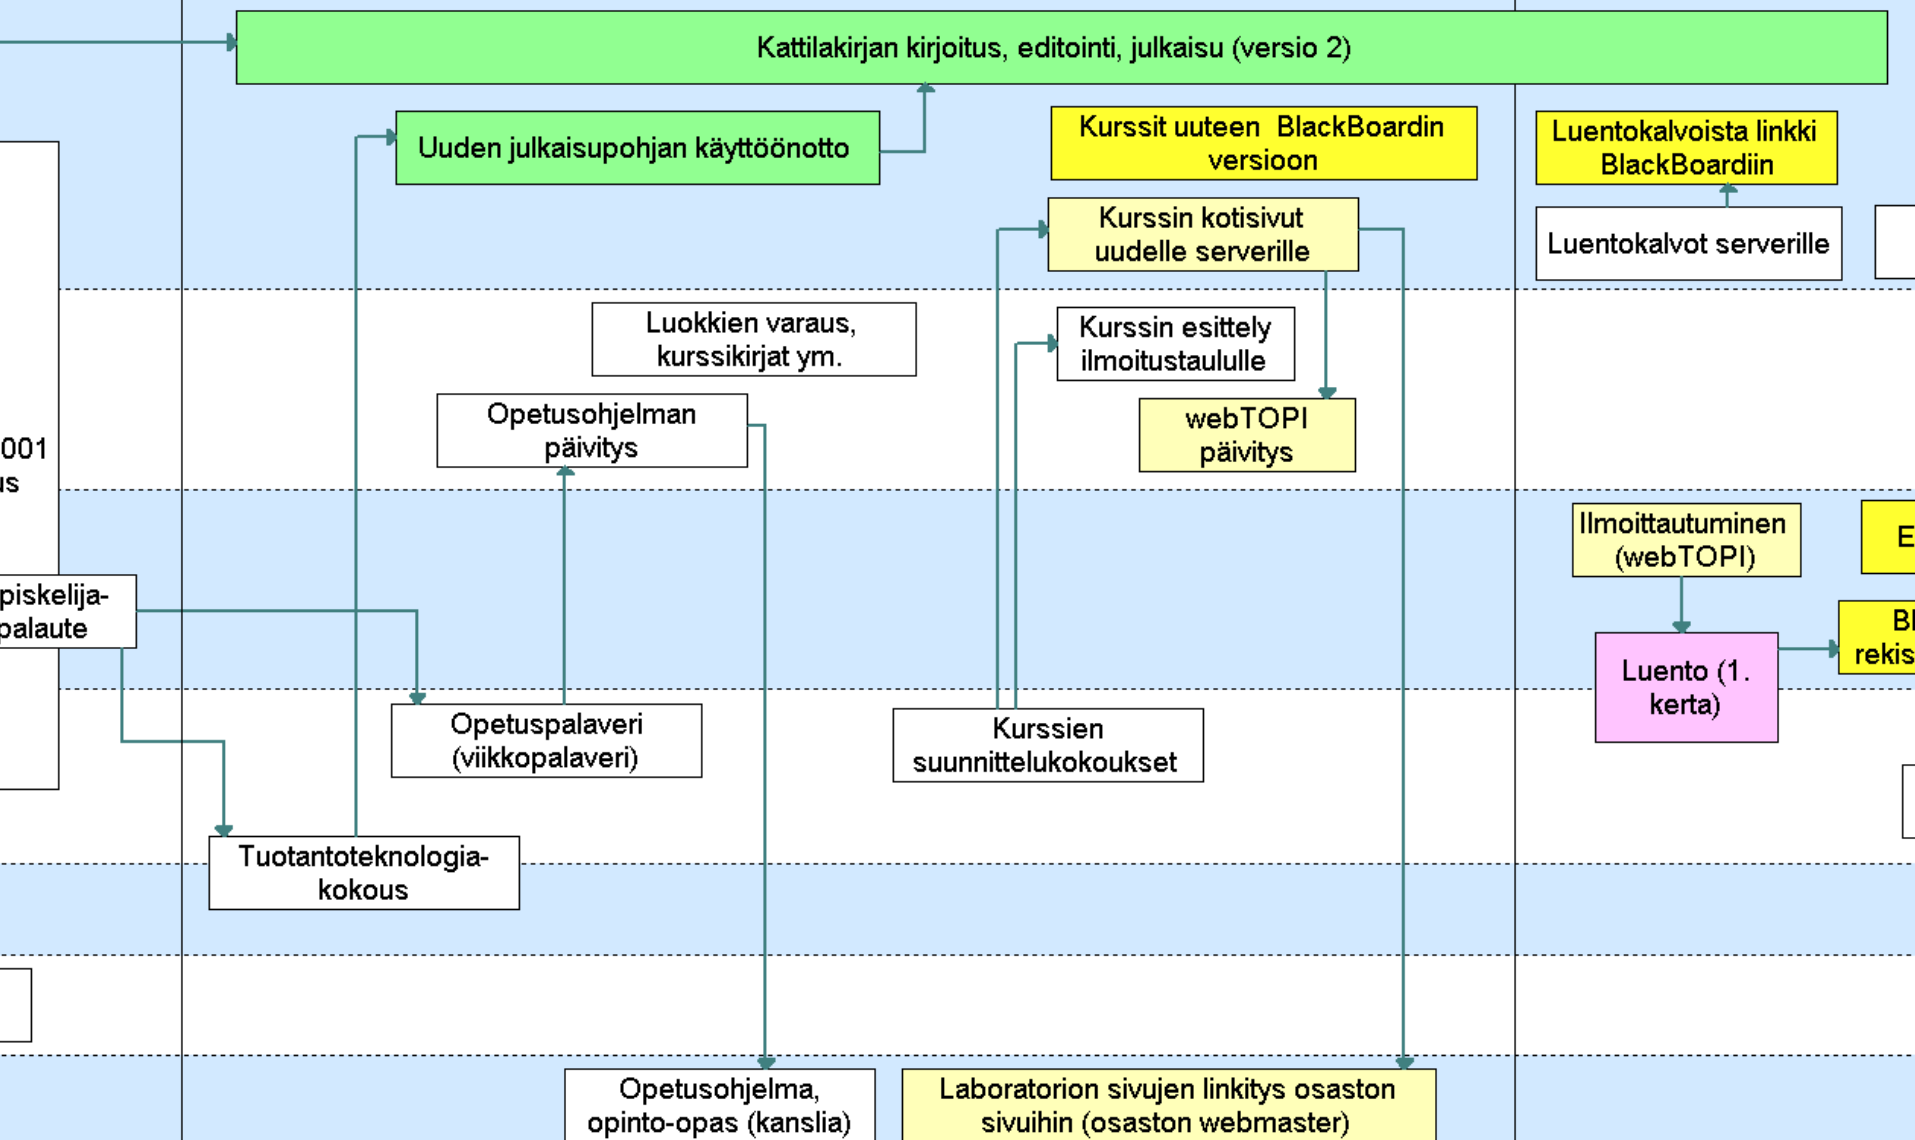 Kattilakirjan kirjoitus, editointi, julkaisu (versio 2)
Uuden julkaisupohjan käyttöönotto
Kurssit uuteen BlackBoardin
versioon
Luentokalvoista linkki
BlackBoardiin
Kurssin kotisivut
uudelle serverille
Luentokalvot serverille
Luokkien varaus,
kurssikirjat ym.
Kurssin esittely
ilmoitustaululle
Opetusohjelman
päivitys
webTOPI
päivitys
001
us
Ilmoittautuminen
(webTOPI)
E
piskelija-
palaute
Bl
rekis
Luento (1.
kerta)
Opetuspalaveri
(viikkopalaveri)
Kurssien
suunnittelukokoukset
Tuotantoteknologia-
kokous
Opetusohjelma,
opinto-opas (kanslia)
Laboratorion sivujen linkitys osaston
sivuihin (osaston webmaster)